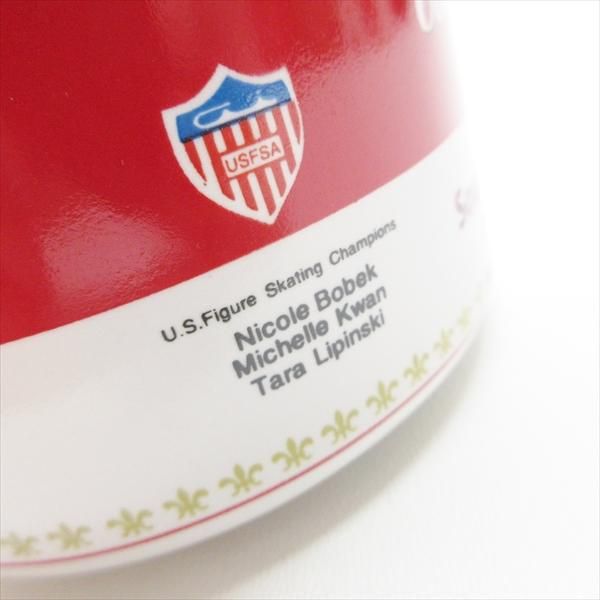 USFSA
U.S.Figure Skating Champions
Nicole Bobek
Michelle Kwan
Tara Lipinski